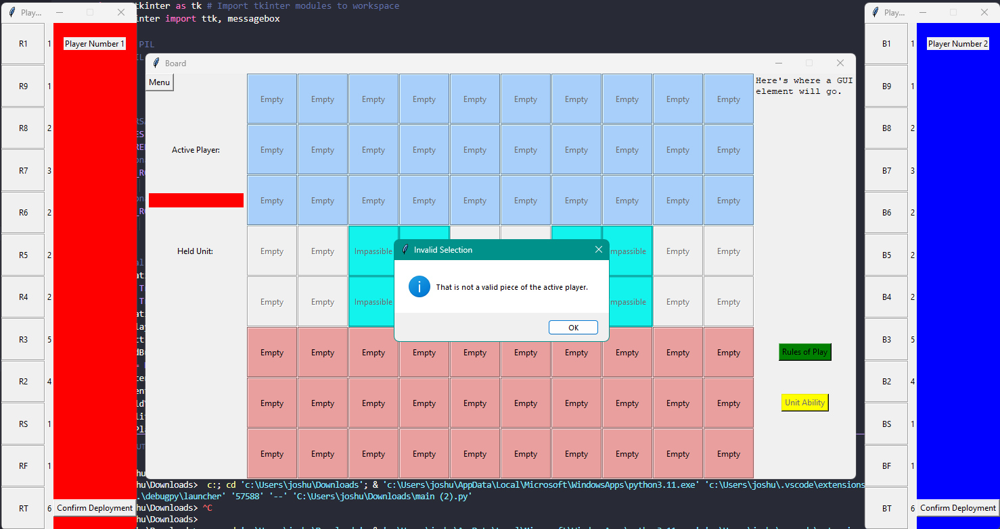 tkinter as tk # Import tkinter modules to workspace
inter import ttk, messagebox
PIL
Play...
Player Number 1
R1 1
R9 1
R8 2
R7 3
R6 2
R5 2
R4 2
R3 5
R2 4
RS 1
RF 1
RT 6
Confirm Deployment
Board
Menu
Active Player:
Held Unit:
Empty Empty Empty Empty Empty Empty Empty Empty Empty Empty
Empty Empty Empty Empty Empty Empty Empty Empty Empty Empty
Empty Empty Empty Empty Empty Empty Empty Empty Empty Empty
Empty Empty Impassible mpassible Empty Empty
Empty Empty Impassible mpassible Empty Empty
Empty Empty Empty Empty Empty Empty Empty Empty Empty Empty
Empty Empty Empty Empty Empty Empty Empty Empty Empty Empty
Empty Empty Empty Empty Empty Empty Empty Empty Empty Empty
Invalid Selection
That is not a valid piece of the active player.
OK
Here's where a GUI
element will go.
Rules of Play
Unit Ability
Play...
Player Number 2
B1 1
B9 1
B8 2
B7 3
B6 2
B5 2
B4 2
B3 5
B2 4
BS 1
BF 1
BT 6
Confirm Deployment
hu\Downloads> c:; cd 'c:\Users\joshu\Downloads'; & 'c:\Users\joshu\AppData\Local\Microsoft\WindowsApps\python3.11.exe' 'c:\Users\joshu\.vscode\extensions
.\debugpy\launcher' '57588' '--' 'C:\Users\joshu\Downloads\main (2).py'
hu\Downloads> ^C
hu\Downloads>